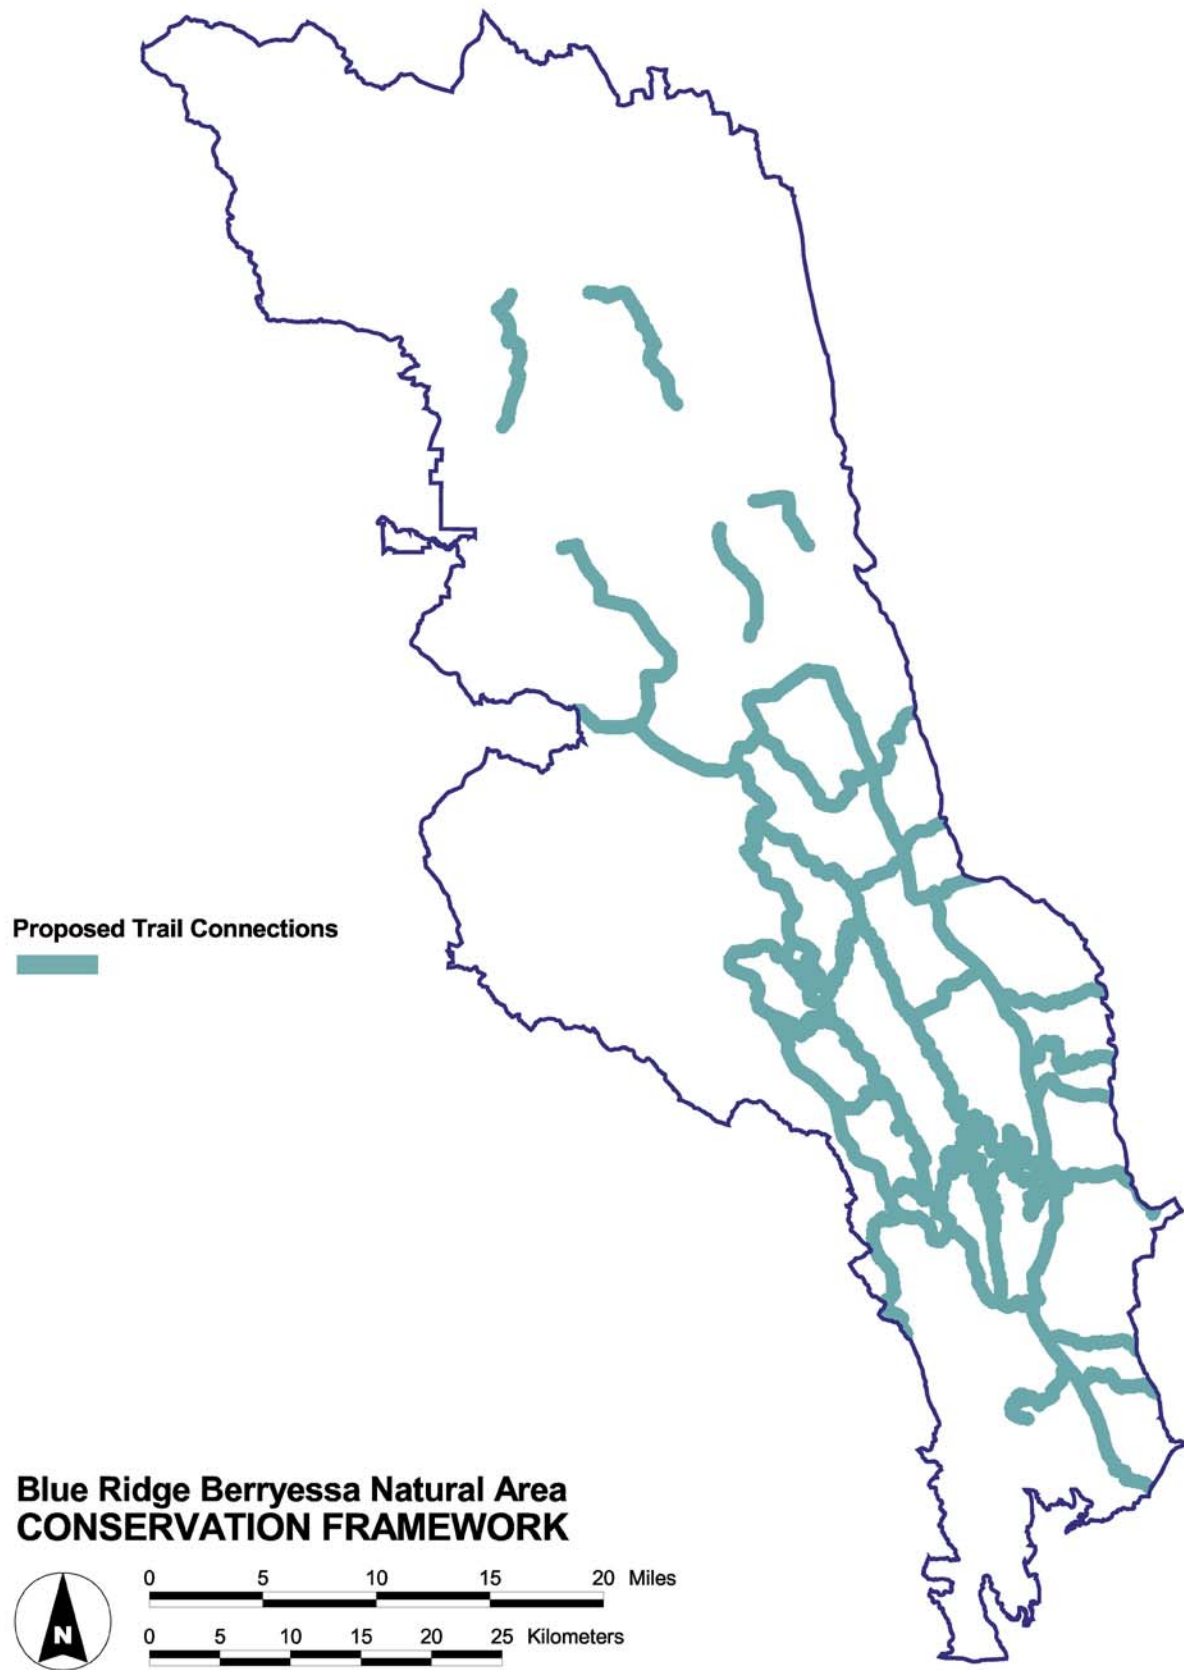 Proposed Trail Connections
Blue Ridge Berryessa Natural Area
CONSERVATION FRAMEWORK
N
0 5 10 15 20 Miles
0 5 10 15 20 25 Kilometers